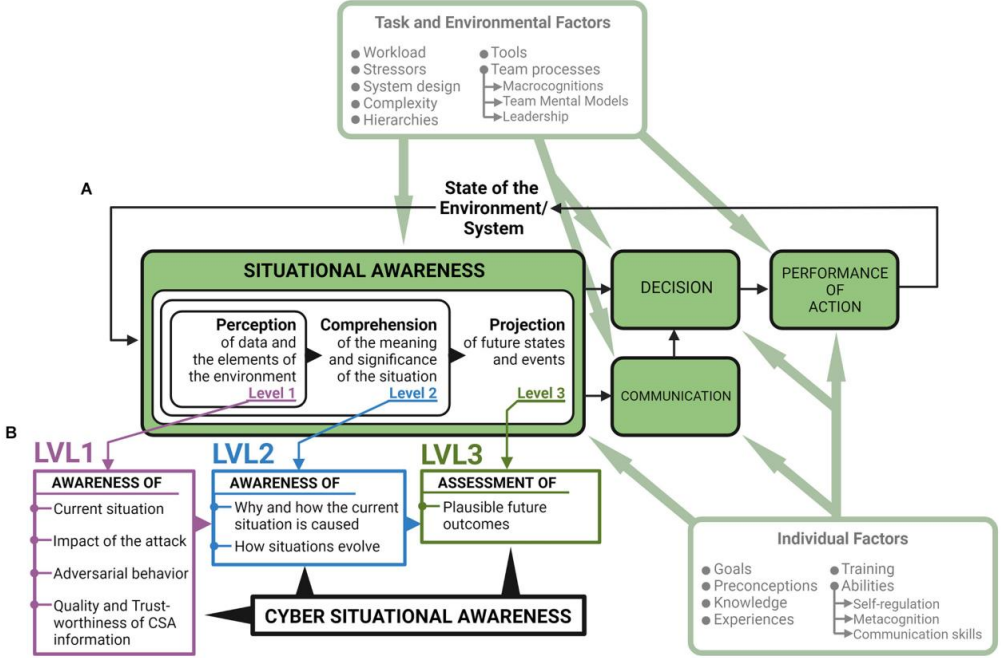 Task and Environmental Factors
Workload
Stressors
System design
Complexity
Hierarchies
Tools
Team processes
Macrocognitions
Team Mental Models
Leadership
A
State of the
Environment/
System
SITUATIONAL AWARENESS
Perception
of data and
the elements of
the environment
Level 1
Comprehension
of the meaning
and significance
of the situation
Level 2
Projection
of future states
and events
Level 3
DECISION
PERFORMANCE
OF
ACTION
COMMUNICATION
B
LVL1
AWARENESS OF
Current situation
Impact of the attack
Adversarial behavior
Quality and Trust-
worthiness of CSA
information
LVL2
AWARENESS OF
Why and how the current
situation is caused
How situations evolve
LVL3
ASSESSMENT OF
Plausible future
outcomes
CYBER SITUATIONAL AWARENESS
Individual Factors
Goals
Preconceptions
Knowledge
Experiences
Training
Abilities
Self-regulation
Metacognition
Communication skills